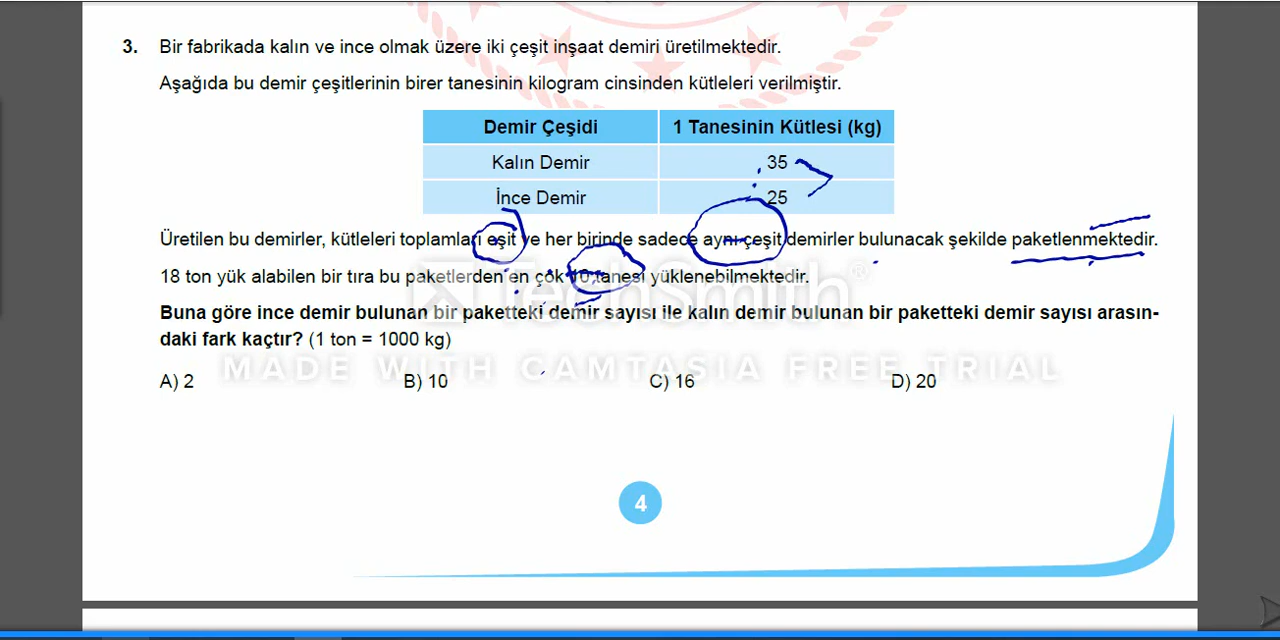 3. Bir fabrikada kalın ve ince olmak üzere iki çeşit inşaat demiri üretilmektedir.
Aşağıda bu demir çeşitlerinin birer tanesinin kilogram cinsinden kütleleri verilmiştir.
Demir Çeşidi 1 Tanesinin Kütlesi (kg)
Kalın Demir 35
İnce Demir 25
Üretilen bu demirler, kütleleri toplamları eşit ve her birinde sadece aynı çeşit demirler bulunacak şekilde paketlenmektedir.
18 ton yük alabilen bir tıra bu paketlerden en çok tanesi yüklenebilmektedir.
TechSmith®
Buna göre ince demir bulunan bir paketteki demir sayısı ile kalın demir bulunan bir paketteki demir sayısı arasın-
daki fark kaçtır? (1 ton = 1000 kg)
MADE WITH CAMTASIA FREE TRIAL
A) 2 B) 10 C) 16 D) 20
4